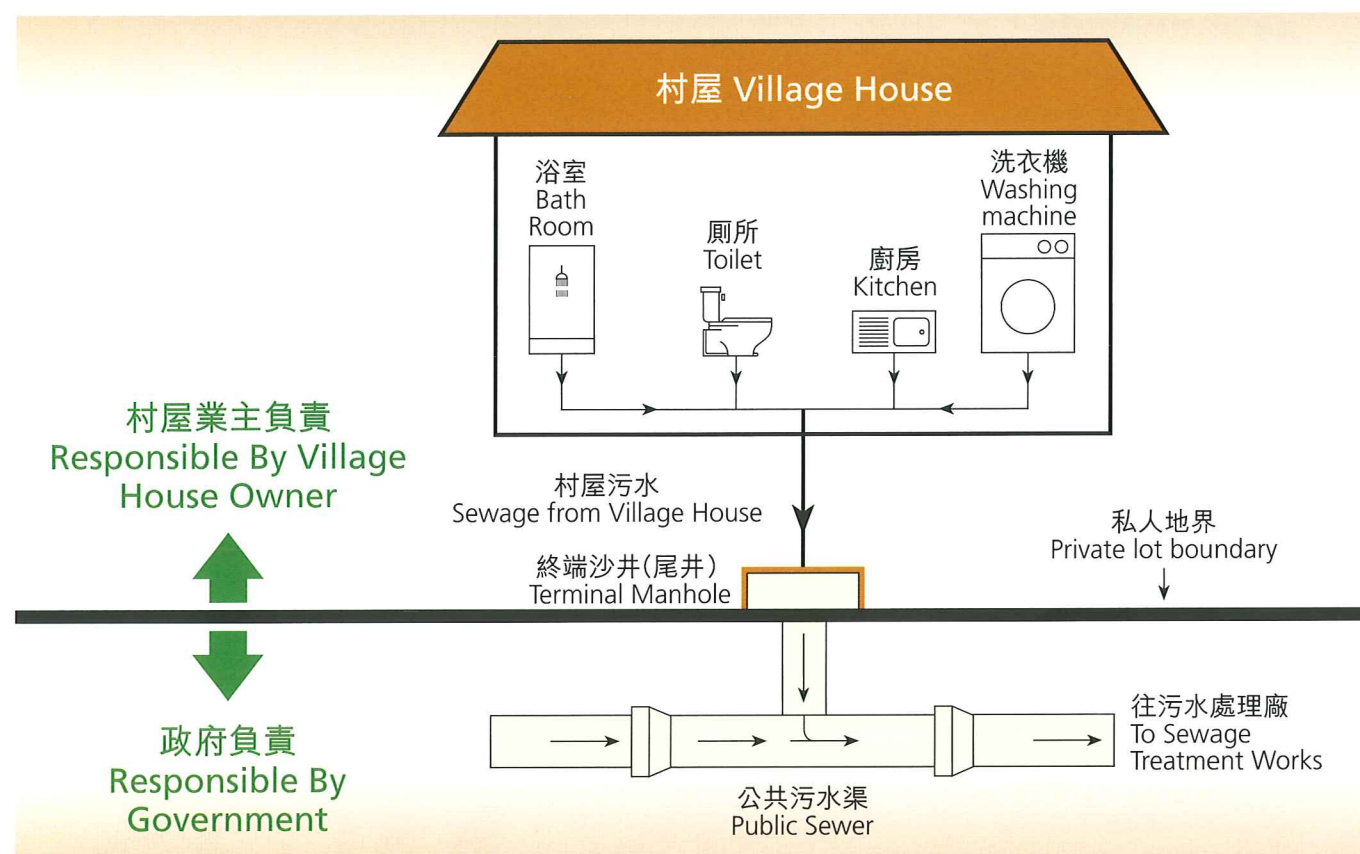 村屋 Village House
浴室
Bath
Room
厠所
Toilet
廚房
Kitchen
洗衣機
Washing
machine
村屋業主負責
Responsible By Village
House Owner
村屋污水
Sewage from Village House
終端沙井(尾井)
Terminal Manhole
私人地界
Private lot boundary
政府負責
Responsible By
Government
往污水處理廠
To Sewage
Treatment Works
公共污水渠
Public Sewer